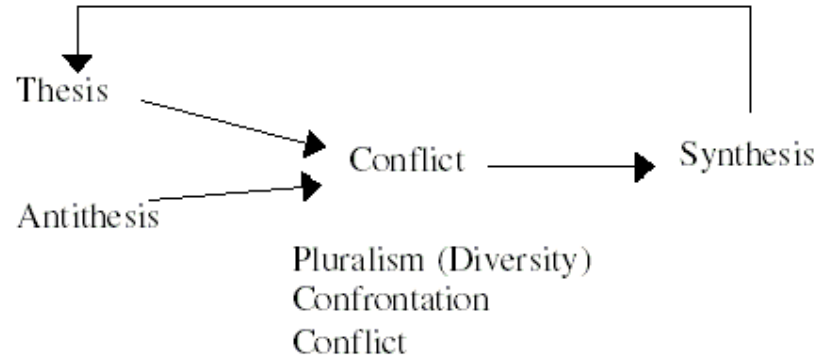 Thesis
Conflict
Synthesis
Antithesis
Pluralism (Diversity)
Confrontation
Conflict